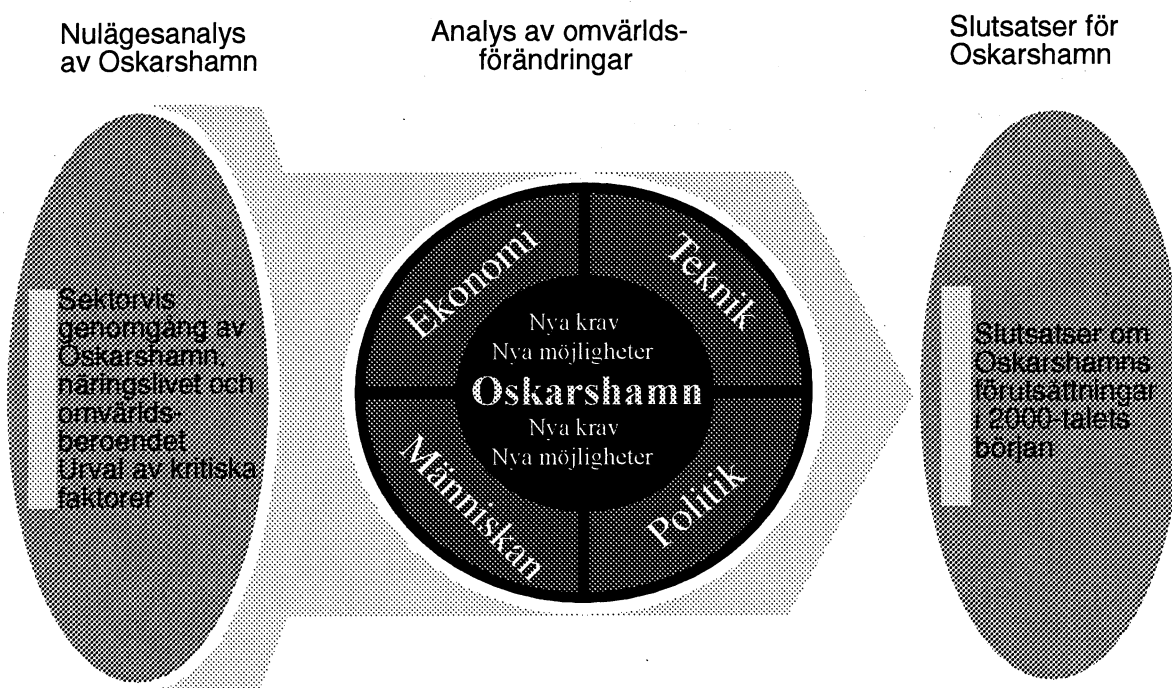 Nulägesanalys
av Oskarshamn
Analys av omvärlds-
förändringar
Slutsatser för
Oskarshamn
Sektorvis
genomgång av
Oskarshamn,
näringslivet och
omvärlds-
beroendet
Urval av kritiska
faktorer
Ekonomi
Teknik
Nya krav
Nya möjligheter
Oskarshamn
Nya krav
Nya möjligheter
Människan
Politik
Slutsatser om
Oskarshamns
förutsättningar
i 2000-talets
början